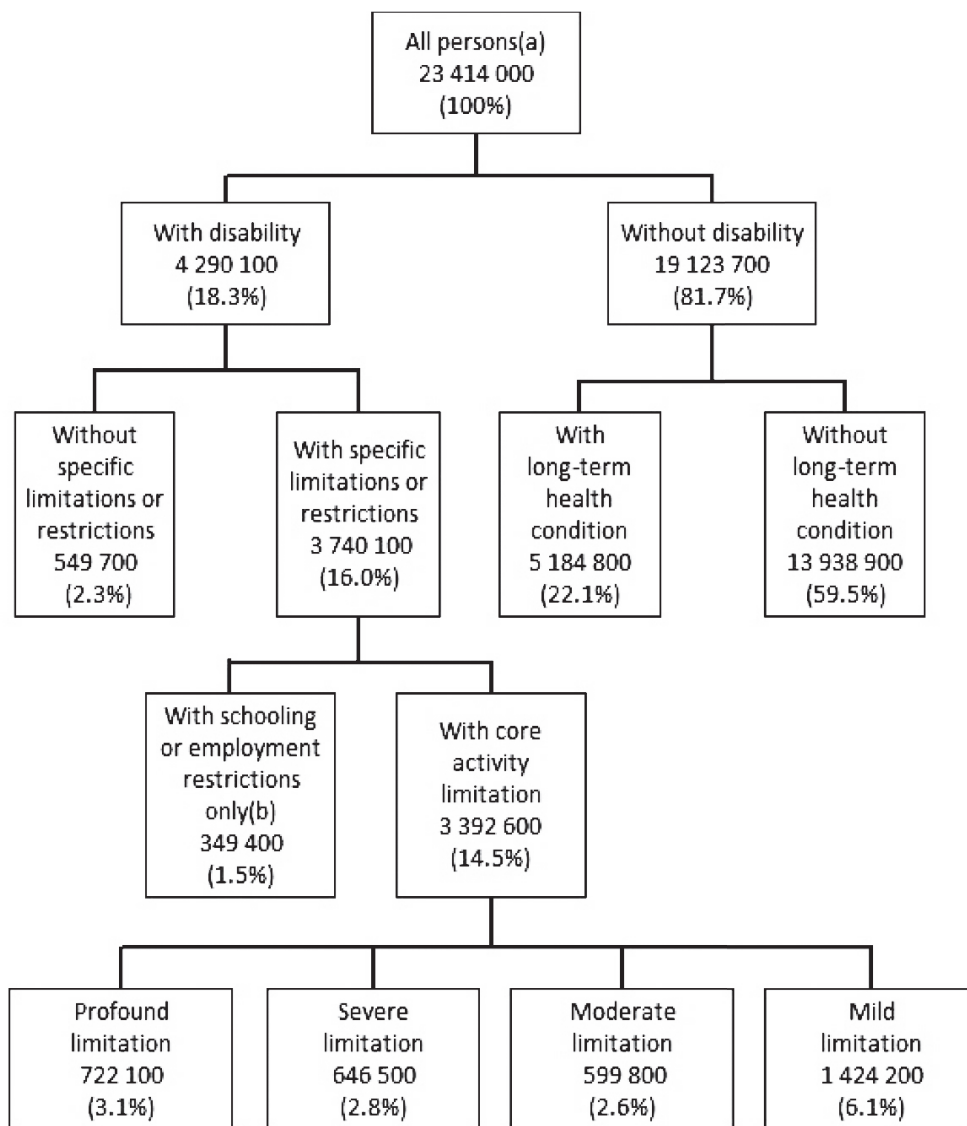 All persons(a)
23 414 000
(100%)
With disability
4 290 100
(18.3%)
Without disability
19 123 700
(81.7%)
Without
specific
limitations or
restrictions
549 700
(2.3%)
With specific
limitations or
restrictions
3 740 100
(16.0%)
With
long-term
health
condition
5 184 800
(22.1%)
Without
long-term
health
condition
13 938 900
(59.5%)
With schooling
or employment
restrictions
only(b)
349 400
(1.5%)
With core
activity
limitation
3 392 600
(14.5%)
Profound
limitation
722 100
(3.1%)
Severe
limitation
646 500
(2.8%)
Moderate
limitation
599 800
(2.6%)
Mild
limitation
1 424 200
(6.1%)